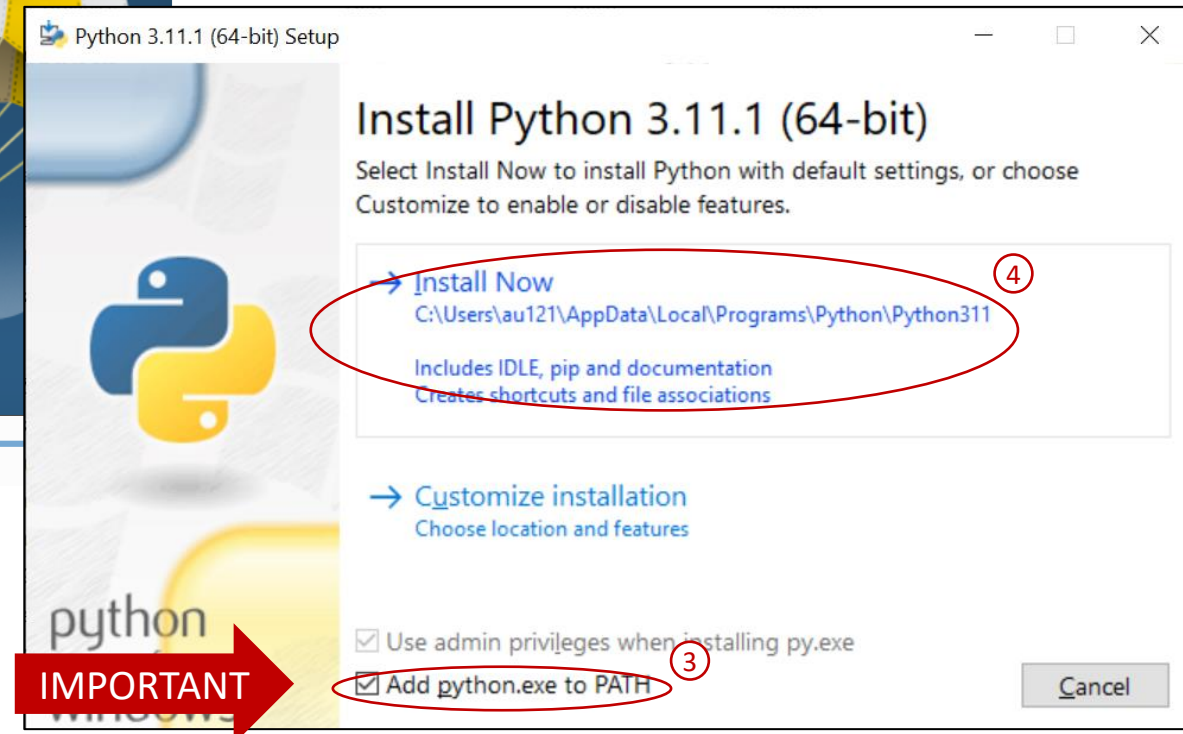 Python 3.11.1 (64-bit) Setup
Install Python 3.11.1 (64-bit)
Select Install Now to install Python with default settings, or choose
Customize to enable or disable features.
Install Now
4
C:\Users\au121\AppData\Local\Programs\Python\Python311
Includes IDLE, pip and documentation
Creates shortcuts and file associations
Customize installation
Choose location and features
python
Use admin privileges when installing py.exe
3
IMPORTANT
Add python.exe to PATH
Cancel
windows